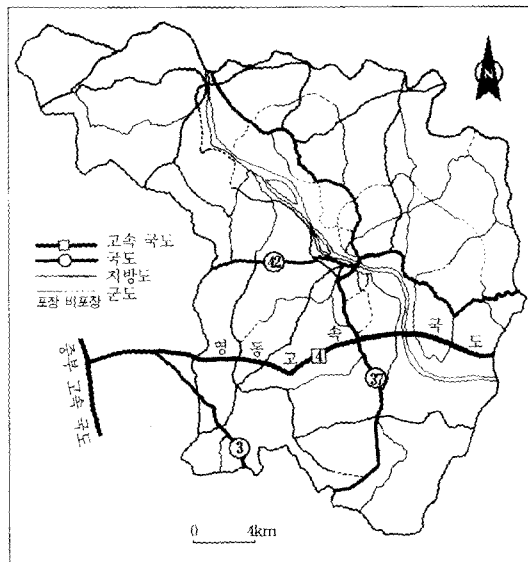 N
고속 국도
국도
지방도
군도
포장 비포장
42
영동고속국도
4
37
중부 고속 국도
3
0 4km